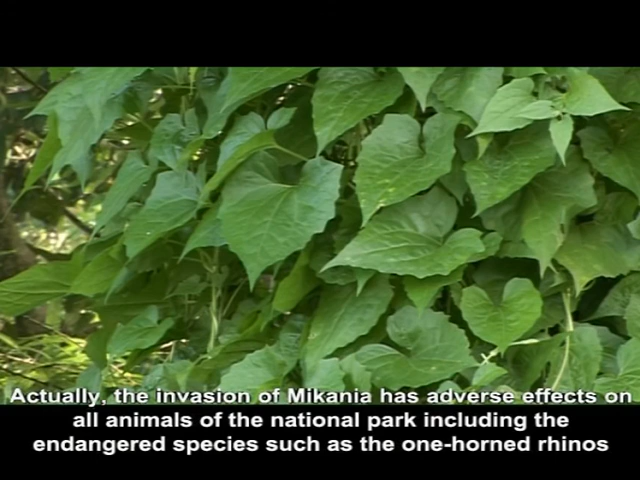 Actually, the invasion of Mikania has adverse effects on
all animals of the national park including the
endangered species such as the one-horned rhinos